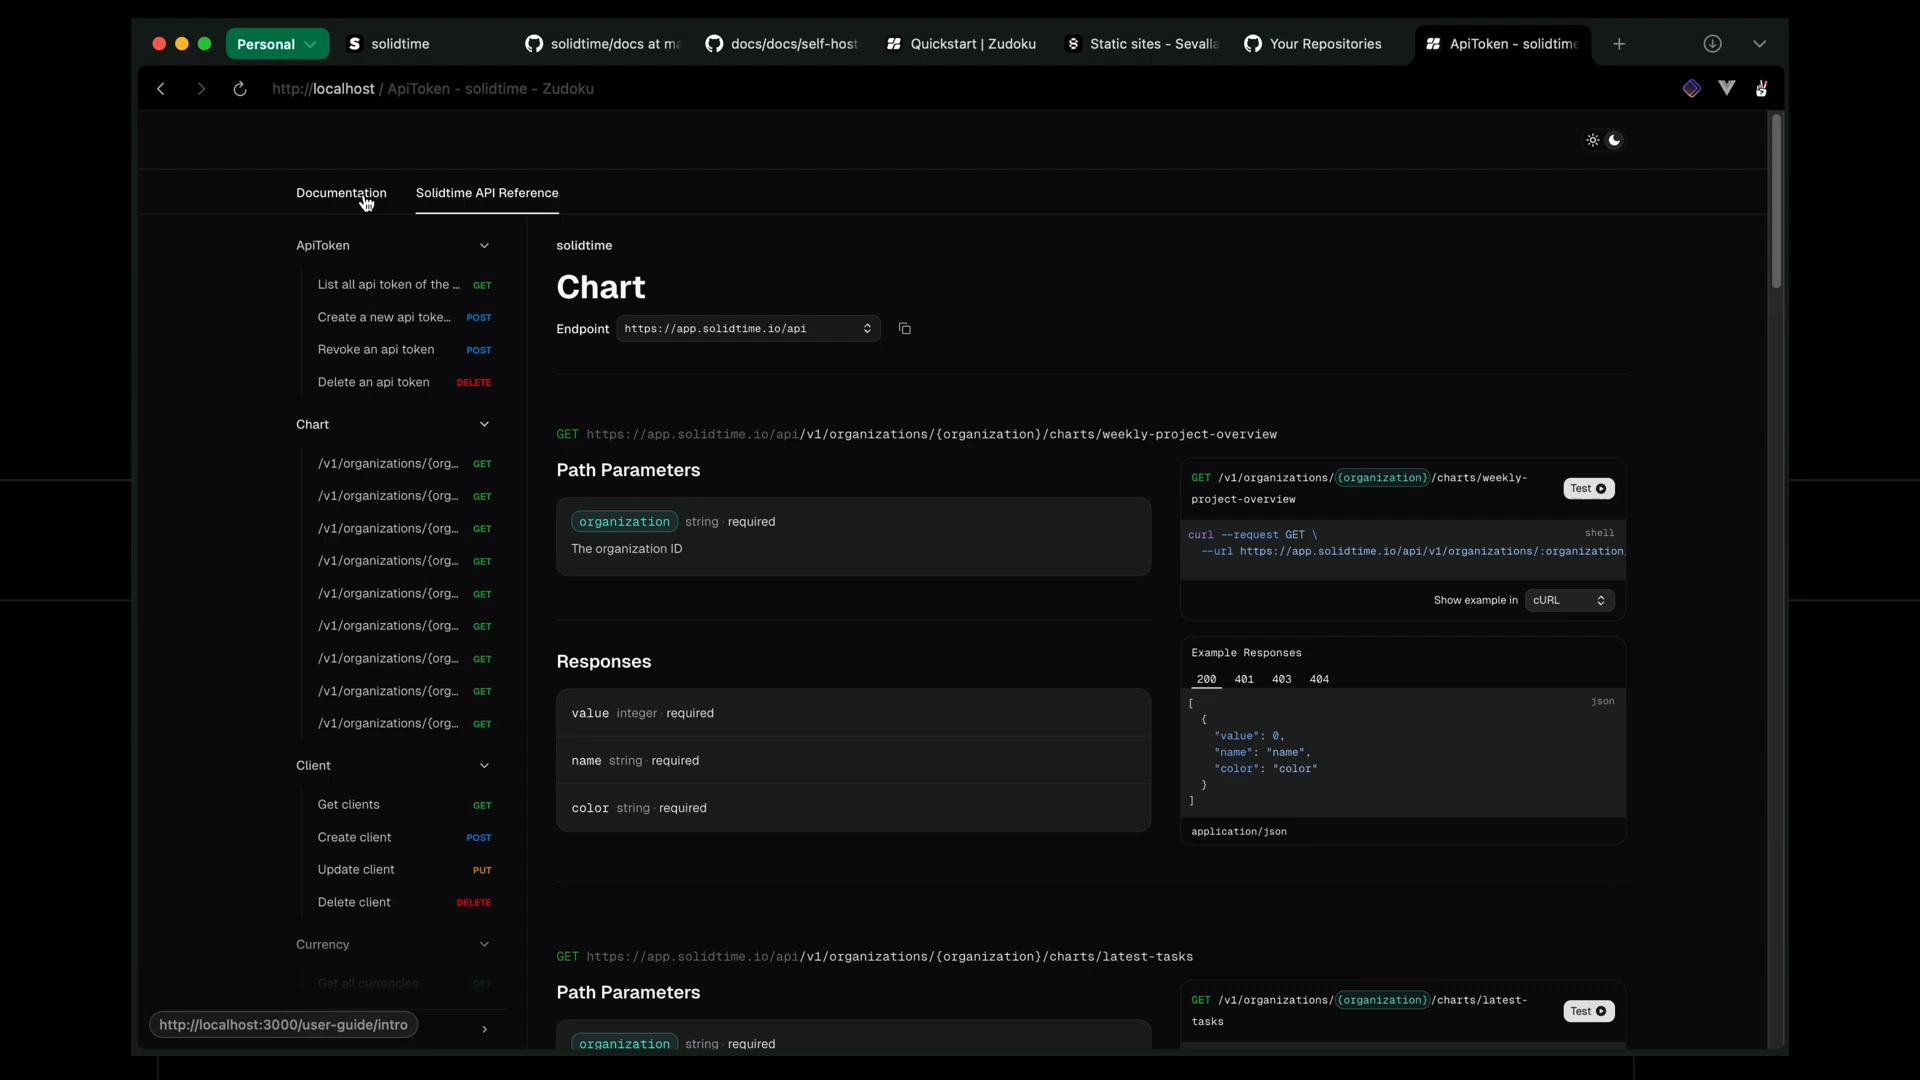 Personal
solidtime
solidtime/docs at ma
docs/docs/self-host
Quickstart | Zudoku
Static sites - Sevalla
Your Repositories
ApiToken - solidtime
http://localhost / ApiToken - solidtime - Zudoku
Documentation
Solidtime API Reference
ApiToken
List all api token of the ... GET
Create a new api toke... POST
Revoke an api token POST
Delete an api token DELETE
Chart
/v1/organizations/{org... GET
/v1/organizations/{org... GET
/v1/organizations/{org... GET
/v1/organizations/{org... GET
/v1/organizations/{org... GET
/v1/organizations/{org... GET
/v1/organizations/{org... GET
/v1/organizations/{org... GET
/v1/organizations/{org... GET
Client
Get clients GET
Create client POST
Update client PUT
Delete client DELETE
Currency
Get all currencies GET
http://localhost:3000/user-guide/intro
solidtime
Chart
Endpoint https://app.solidtime.io/api
GET https://app.solidtime.io/api/v1/organizations/{organization}/charts/weekly-project-overview
Path Parameters
organization string · required
The organization ID
GET /v1/organizations/{organization}/charts/weekly-
project-overview
Test
shell
curl --request GET \
--url https://app.solidtime.io/api/v1/organizations/:organization
Show example in cURL
Responses
value integer · required
name string · required
color string · required
Example Responses
200 401 403 404
json
[
{
"value": 0,
"name": "name",
"color": "color"
}
]
application/json
GET https://app.solidtime.io/api/v1/organizations/{organization}/charts/latest-tasks
Path Parameters
organization string · required
GET /v1/organizations/{organization}/charts/latest-
tasks
Test